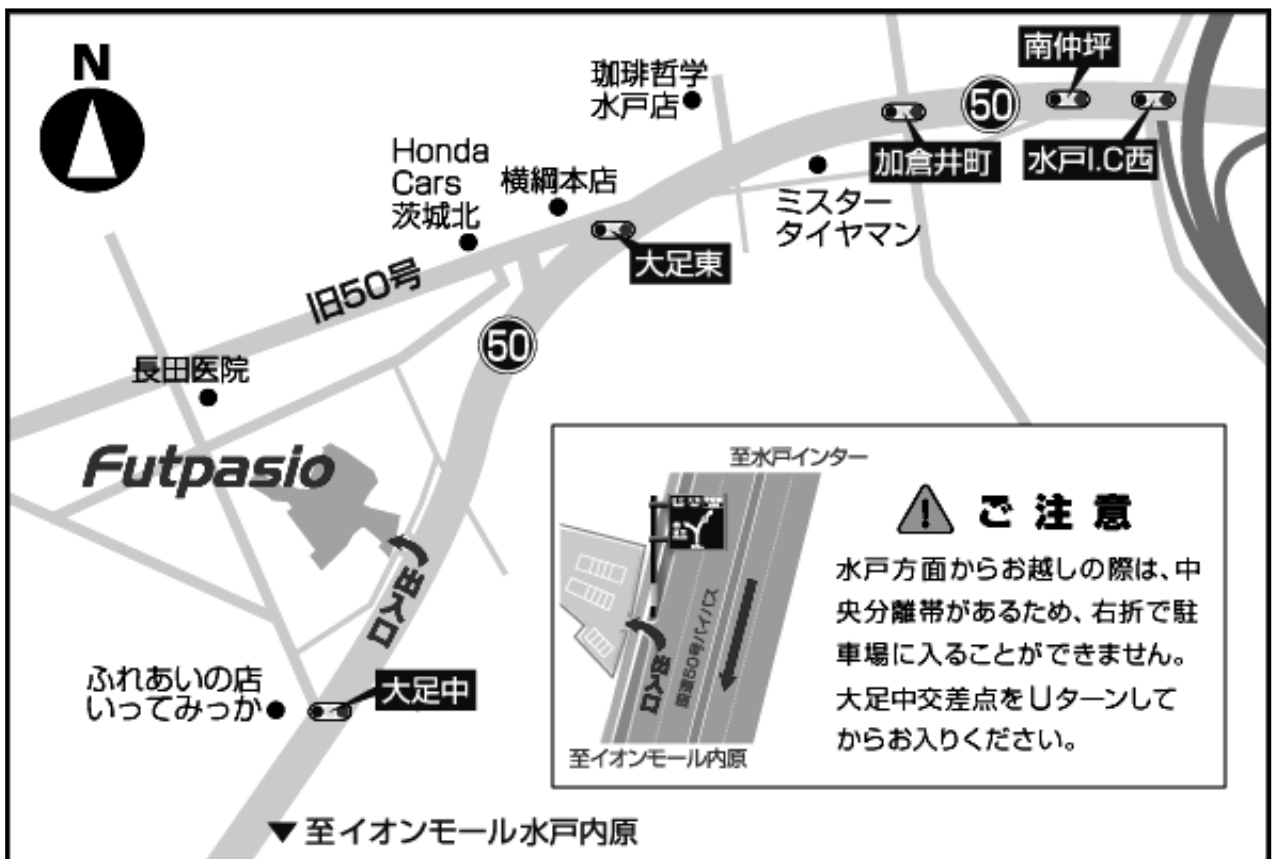 N
珈琲哲学
水戸店
南仲坪
50
加倉井町
水戸I.C西
Honda
Cars
茨城北
横綱本店
ミスター
タイヤマン
大足東
旧50号
50
長田医院
Futpasio
出入口
ふれあいの店
いってみっか
大足中
▼至イオンモール水戸内原
至水戸インター
国道50号バイパス
出入口
至イオンモール内原
ご注意
水戸方面からお越しの際は、中
央分離帯があるため、右折で駐
車場に入ることができません。
大足中交差点をUターンして
からお入りください。